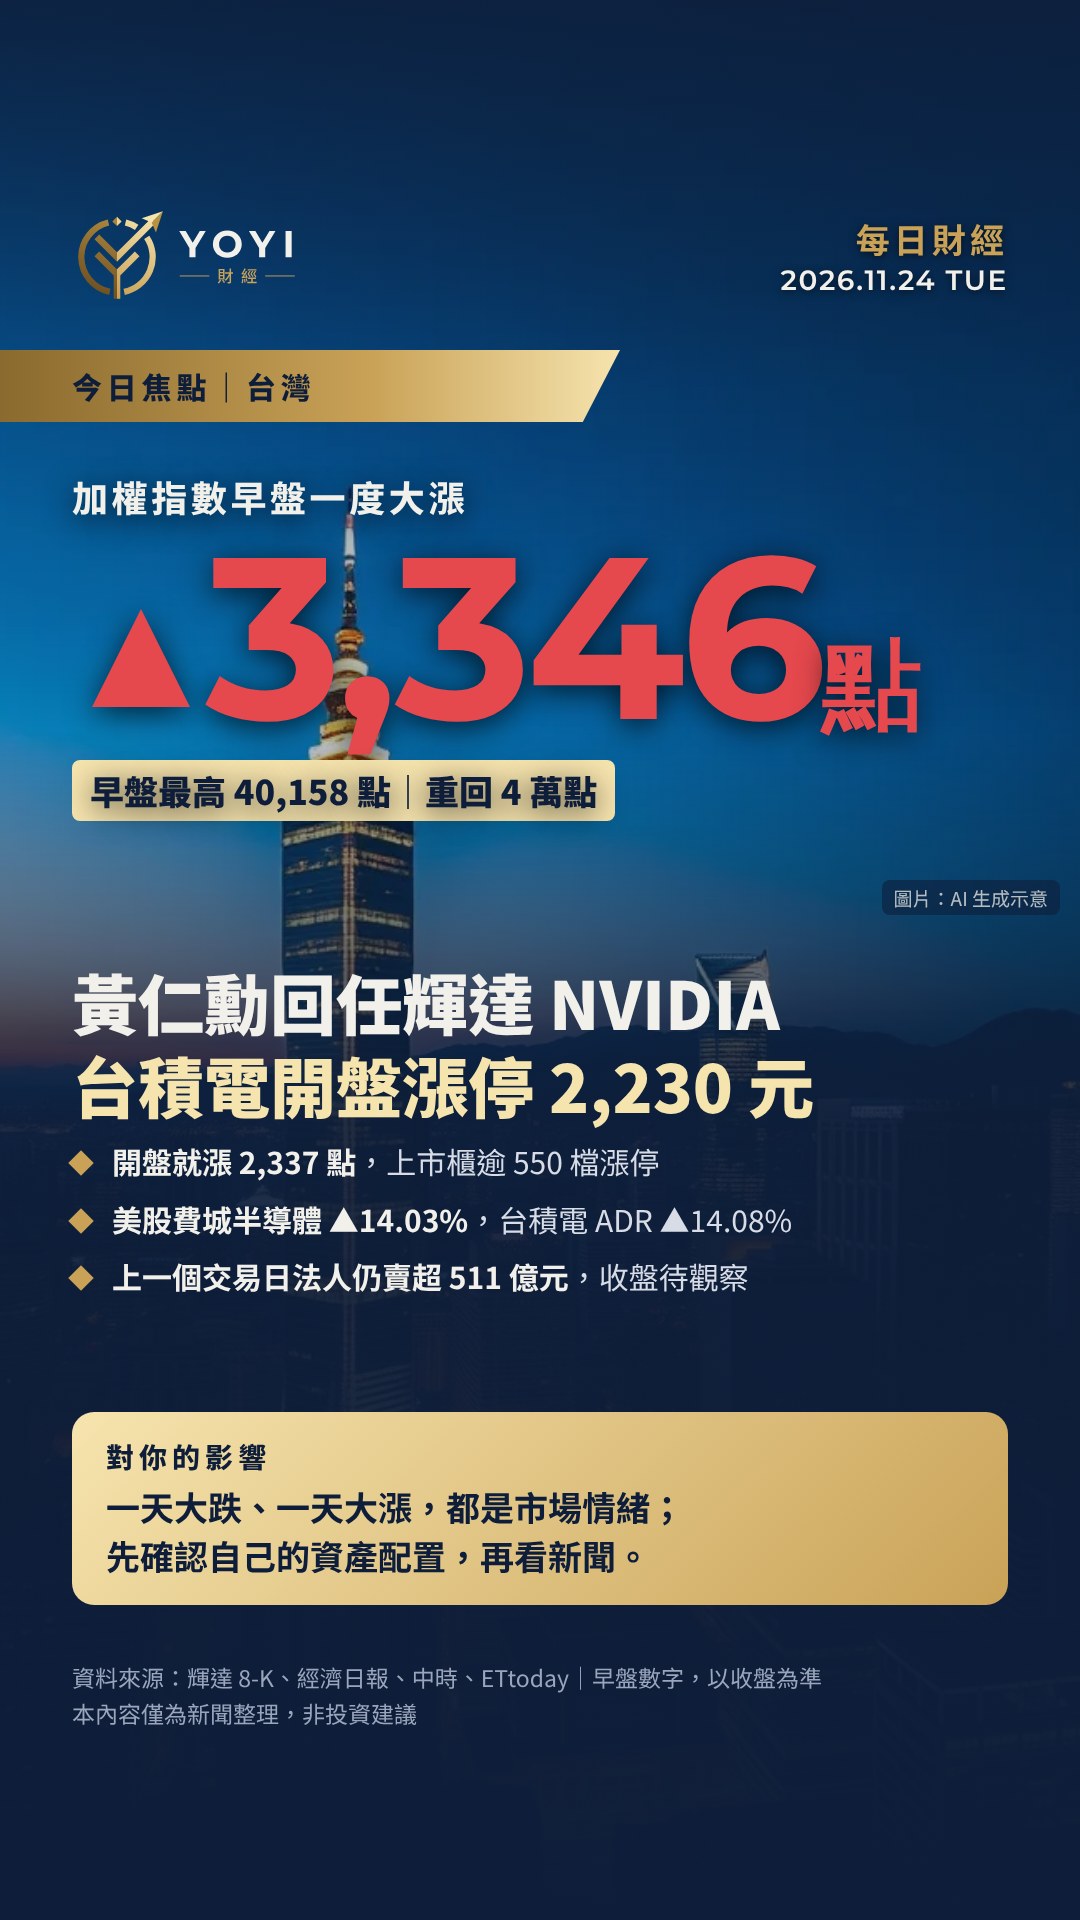 YOYI
財經
每日財經
2026.11.24 TUE
今日焦點｜台灣
加權指數早盤一度大漲
▲3,346點
早盤最高 40,158 點｜重回 4 萬點
圖片：AI 生成示意
黃仁勳回任輝達 NVIDIA
台積電開盤漲停 2,230 元
◆ 開盤就漲 2,337 點，上市櫃逾 550 檔漲停
◆ 美股費城半導體 ▲14.03%，台積電 ADR ▲14.08%
◆ 上一個交易日法人仍賣超 511 億元，收盤待觀察
對你的影響
一天大跌、一天大漲，都是市場情緒；
先確認自己的資產配置，再看新聞。
資料來源：輝達 8-K、經濟日報、中時、ETtoday｜早盤數字，以收盤為準
本內容僅為新聞整理，非投資建議